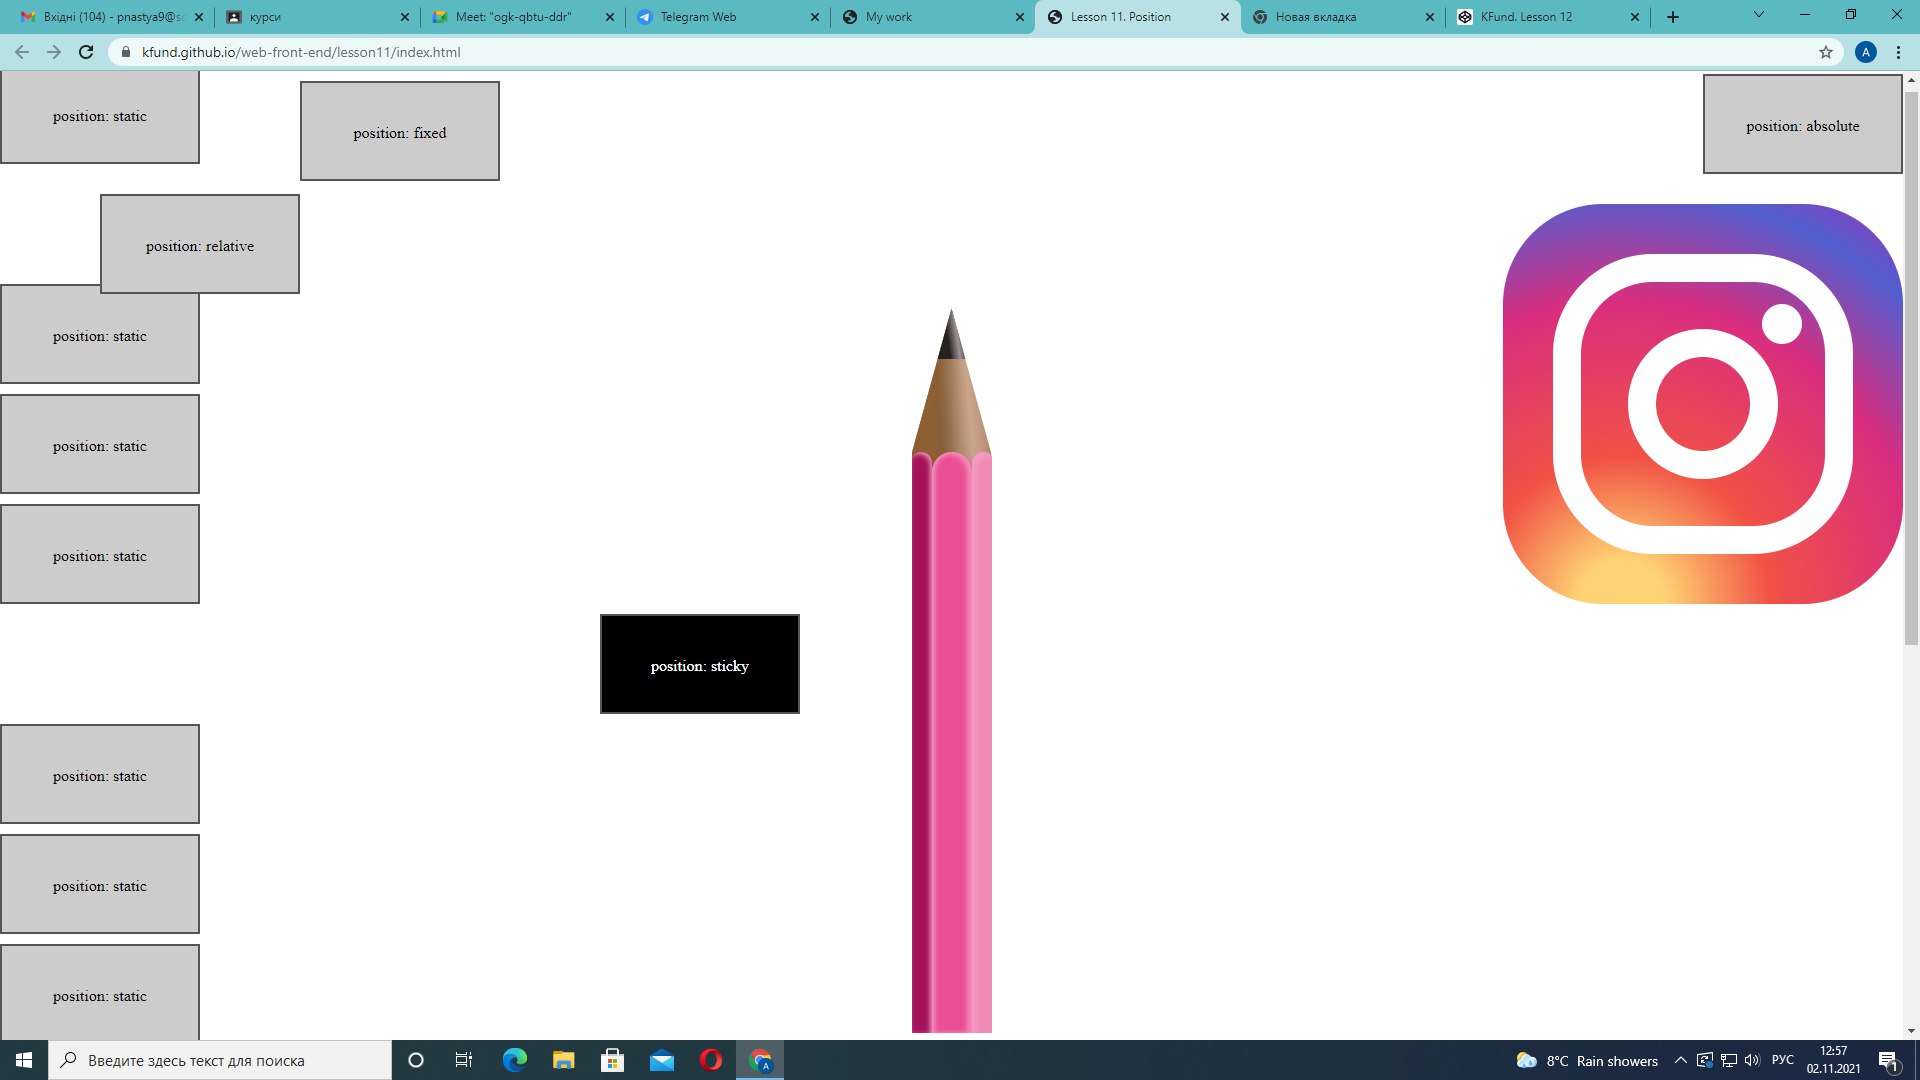 Вхідні (104) - pnastya9@sc
курси
Meet: "ogk-qbtu-ddr"
Telegram Web
My work
Lesson 11. Position
Новая вкладка
KFund. Lesson 12
kfund.github.io/web-front-end/lesson11/index.html
A
position: static
position: fixed
position: absolute
position: relative
position: static
position: static
position: static
position: sticky
position: static
position: static
position: static
Введите здесь текст для поиска
A
8°C Rain showers
РУС
12:57
02.11.2021
1